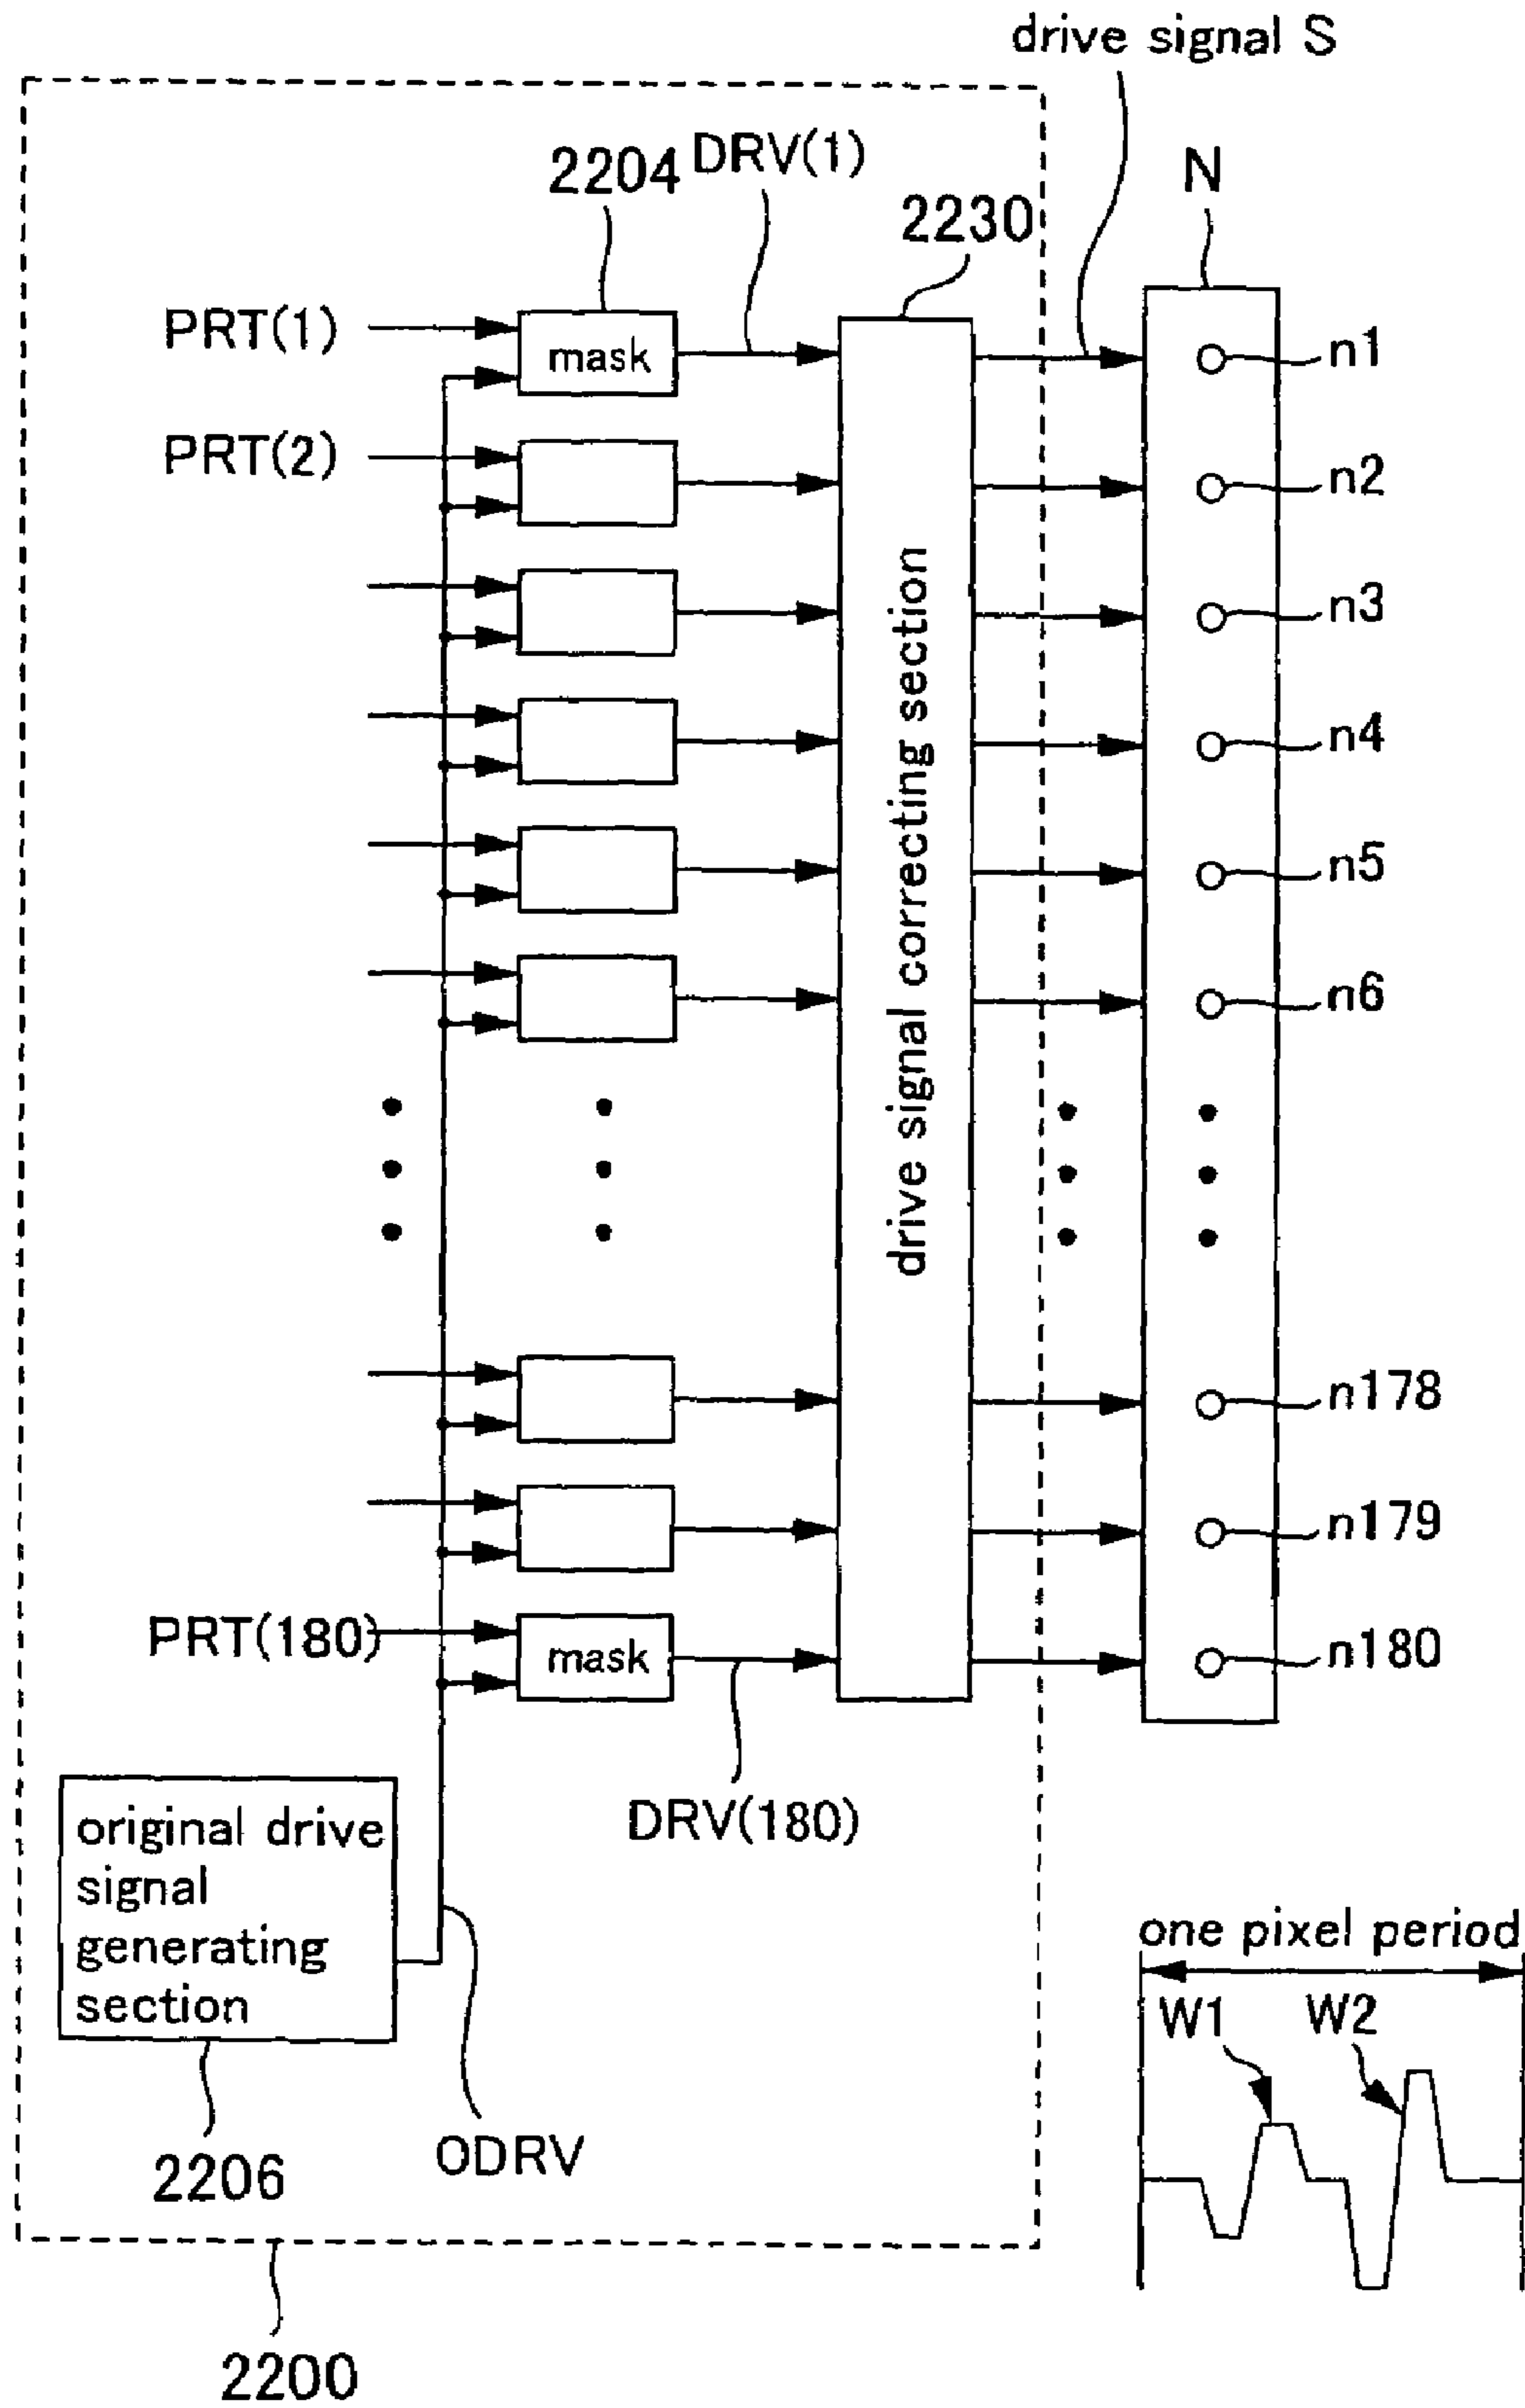 drive signal S
2204
DRV(1)
N
2230
PRT(1)
mask
n1
PRT(2)
n2
n3
n4
n5
n6
drive signal correcting section
n178
n179
PRT(180)
mask
n180
DRV(180)
original drive
signal
generating
section
ODRV
2206
2200
one pixel period
W1
W2